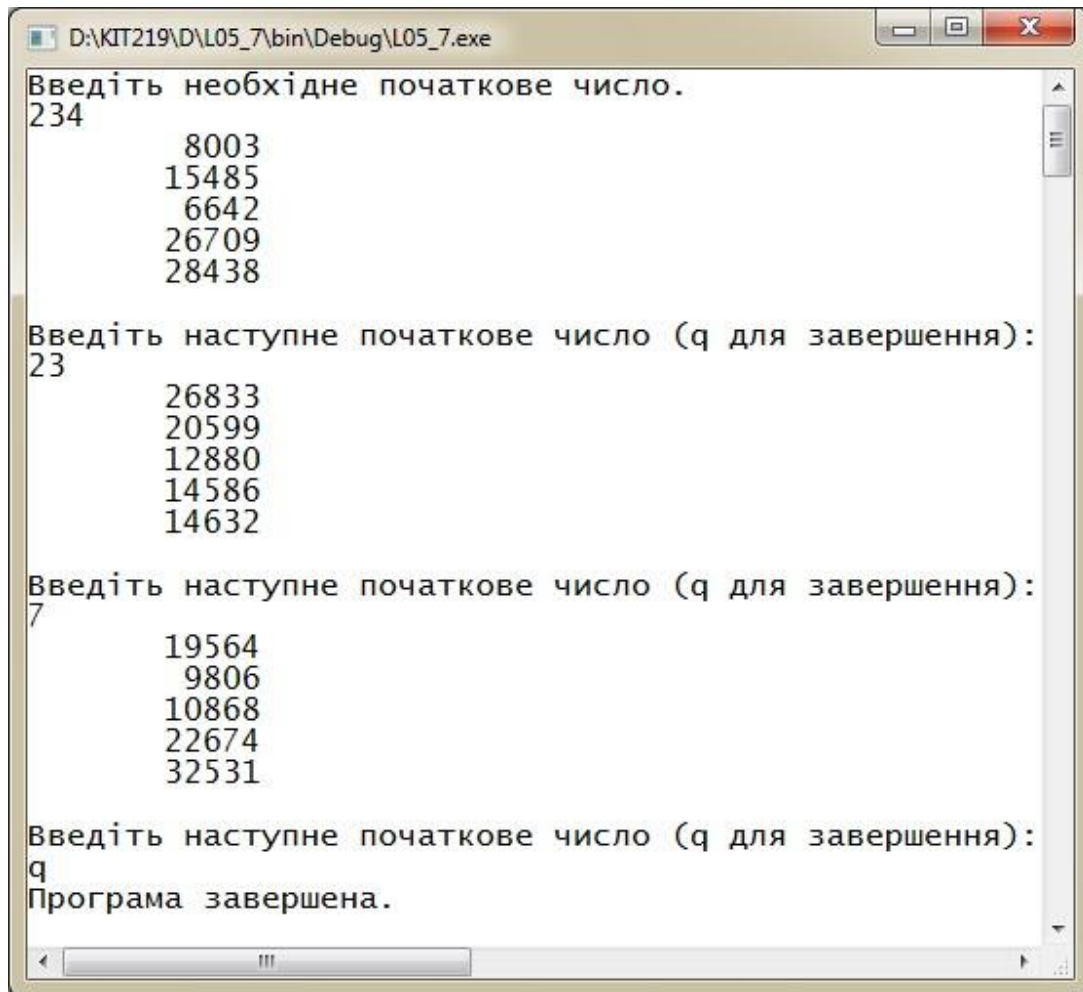 D:\KIT219\D\L05_7\bin\Debug\L05_7.exe
Введіть необхідне початкове число.
234
8003
15485
6642
26709
28438
Введіть наступне початкове число (q для завершення):
23
26833
20599
12880
14586
14632
Введіть наступне початкове число (q для завершення):
7
19564
9806
10868
22674
32531
Введіть наступне початкове число (q для завершення):
q
Програма завершена.